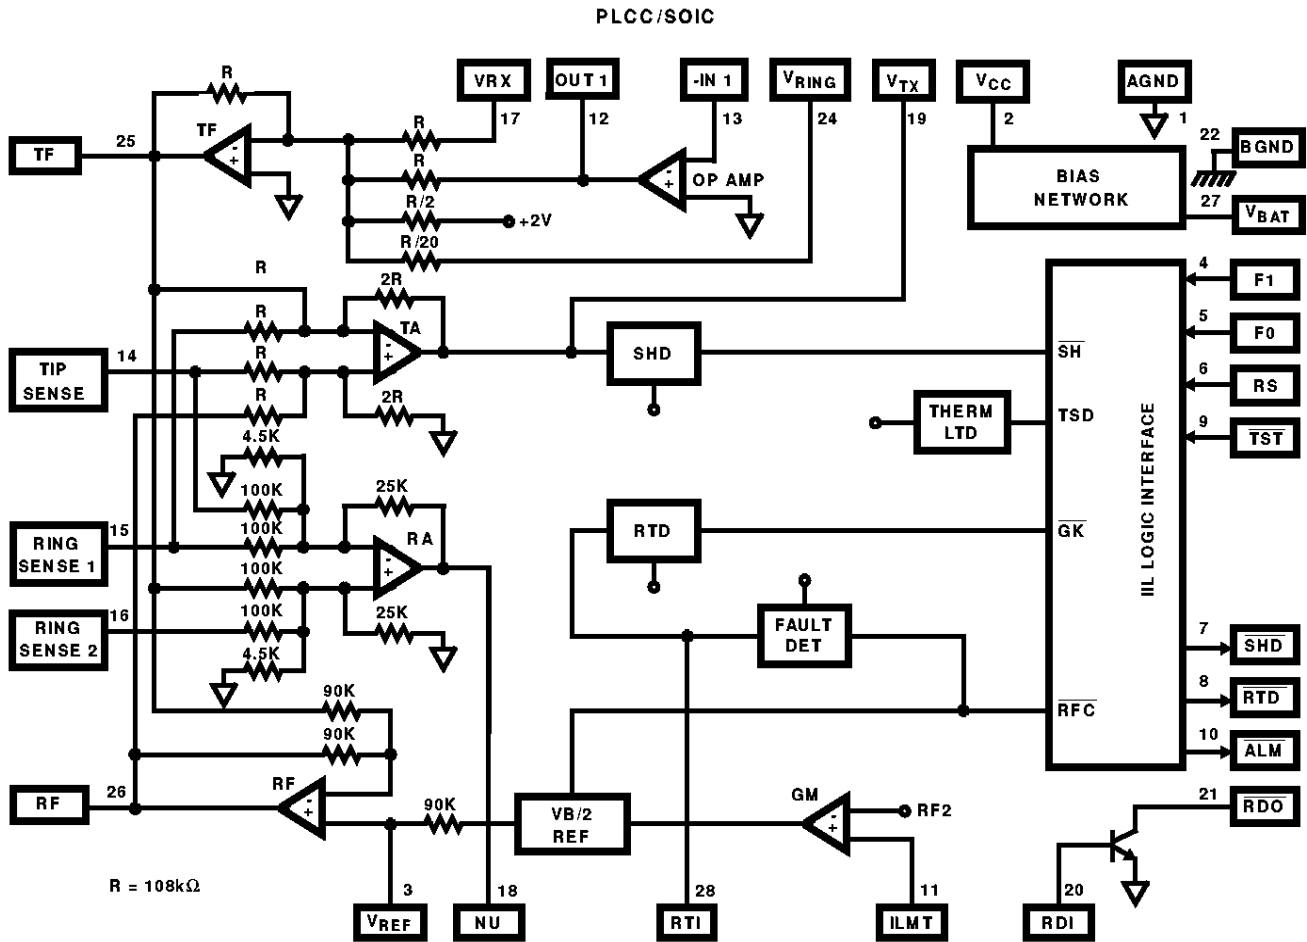 PLCC/SOIC
R
VRX
OUT 1
-IN 1
VRING
VTX
VCC
AGND
17
12
13
24
19
2
1
22
BGND
TF
25
TF
R
R
OP AMP
BIAS
NETWORK
27
VBAT
R/2
+2V
R/20
R
2R
4
F1
R
TA
5
F0
TIP
SENSE
14
R
SHD
SH
6
RS
R
2R
THERM
LTD
TSD
9
TST
4.5K
IIL LOGIC INTERFACE
100K
25K
RING
SENSE 1
15
100K
RA
RTD
GK
100K
RING
SENSE 2
16
100K
25K
FAULT
DET
7
SHD
4.5K
8
RTD
90K
RFC
10
ALM
90K
RF
26
RF
90K
VB/2
REF
GM
RF2
21
RDO
R = 108kΩ
3
18
28
11
20
VREF
NU
RTI
ILMT
RDI